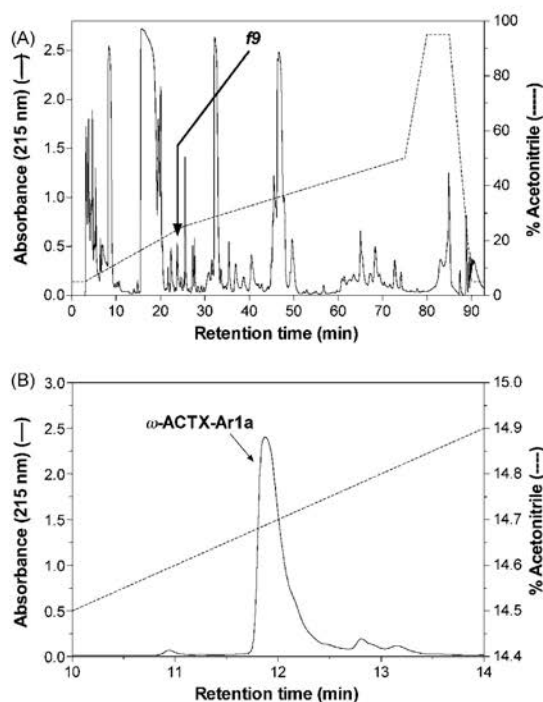 (A)
f9
Absorbance (215 nm) (—)
2.5
2.0
1.5
1.0
0.5
0.0
100
80
60
40
20
0
% Acetonitrile (-----)
0 10 20 30 40 50 60 70 80 90
Retention time (min)
(B)
ω-ACTX-Ar1a
Absorbance (215 nm) (—)
3.0
2.5
2.0
1.5
1.0
0.5
0.0
15.0
14.9
14.8
14.7
14.6
14.5
14.4
% Acetonitrile (----)
10 11 12 13 14
Retention time (min)